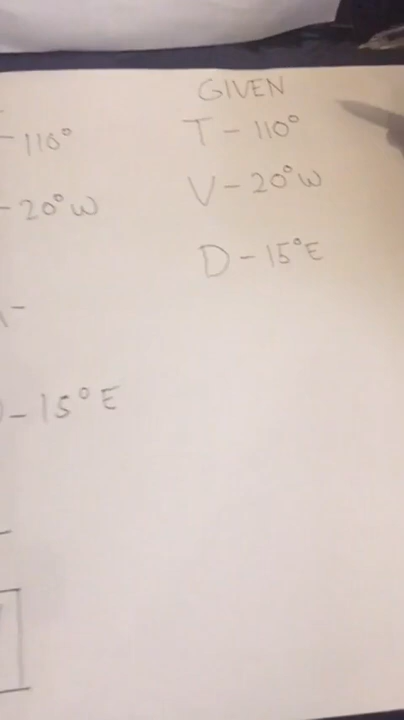 GIVEN
T - 110°
V - 20°W
D - 15°E
- 110°
- 20°W
-
- 15°E